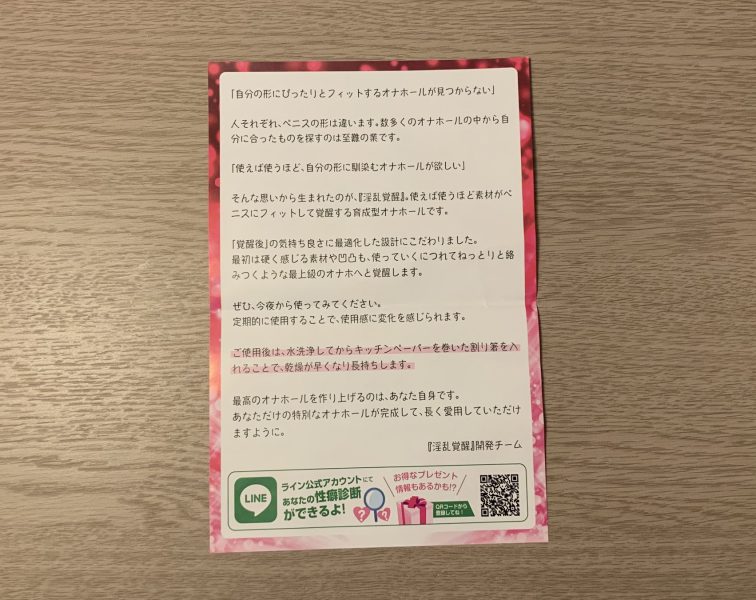 「自分の形にぴったりとフィットするオナホールが見つからない」
人それぞれ、ペニスの形は違います。数多くのオナホールの中から自
分に合ったものを探すのは至難の業です。
「使えば使うほど、自分の形に馴染むオナホールが欲しい」
そんな思いから生まれたのが、『淫乱覚醒』。使えば使うほど素材がペ
ニスにフィットして覚醒する育成型オナホールです。
「覚醒後」の気持ち良さに最適化した設計にこだわりました。
最初は硬く感じる素材や凹凸も、使っていくにつれてねっとりと絡
みつくような最上級のオナホへと覚醒します。
ぜひ、今夜から使ってみてください。
定期的に使用することで、使用感に変化を感じられます。
ご使用後は、水洗浄してからキッチンペーパーを巻いた割り箸を入
れることで、乾燥が早くなり長持ちします。
最高のオナホールを作り上げるのは、あなた自身です。
あなただけの特別なオナホールが完成して、長く愛用していただけ
ますように。
『淫乱覚醒』開発チーム
LINE
ライン公式アカウントにて
あなたの性癖診断
ができるよ!
? ?
お得なプレゼント
情報もあるかも!?
QRコードから
登録してね!